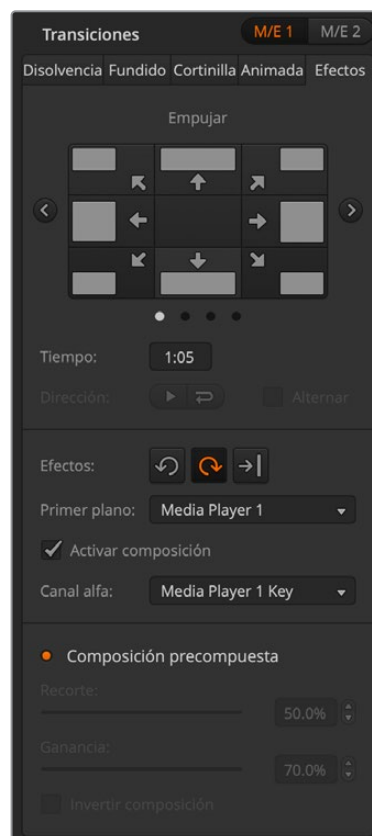 Transiciones M/E 1 M/E 2
Disolvencia Fundido Cortinilla Animada Efectos
Empujar
Tiempo: 1:05
Dirección: Alternar
Efectos:
Primer plano: Media Player 1
Activar composición
Canal alfa: Media Player 1 Key
Composición precompuesta
Recorte:
50.0%
Ganancia:
70.0%
Invertir composición